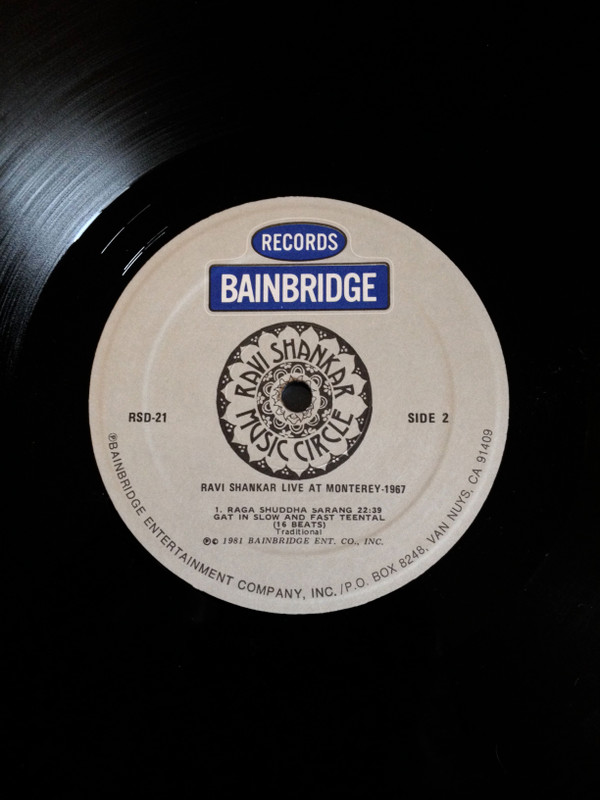 RECORDS
BAINBRIDGE
RAVI SHANKAR
MUSIC CIRCLE
RSD-21
SIDE 2
RAVI SHANKAR LIVE AT MONTEREY-1967
1. RAGA SHUDDHA SARANG 22:39
GAT IN SLOW AND FAST TEENTAL
(16 BEATS)
Traditional
℗© 1981 BAINBRIDGE ENT. CO., INC.
℗BAINBRIDGE ENTERTAINMENT COMPANY, INC. /P.O. BOX 8248, VAN NUYS, CA 91409